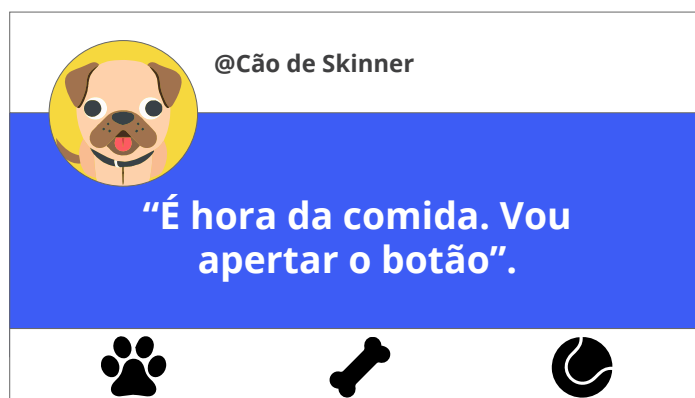 @Cão de Skinner
“É hora da comida. Vou
apertar o botão”.